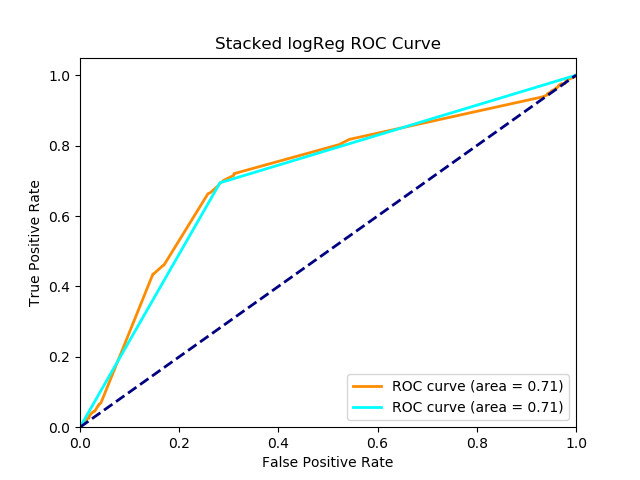 Stacked logReg ROC Curve
True Positive Rate
1.0
0.8
0.6
0.4
0.2
0.0
ROC curve (area = 0.71)
ROC curve (area = 0.71)
0.0 0.2 0.4 0.6 0.8 1.0
False Positive Rate